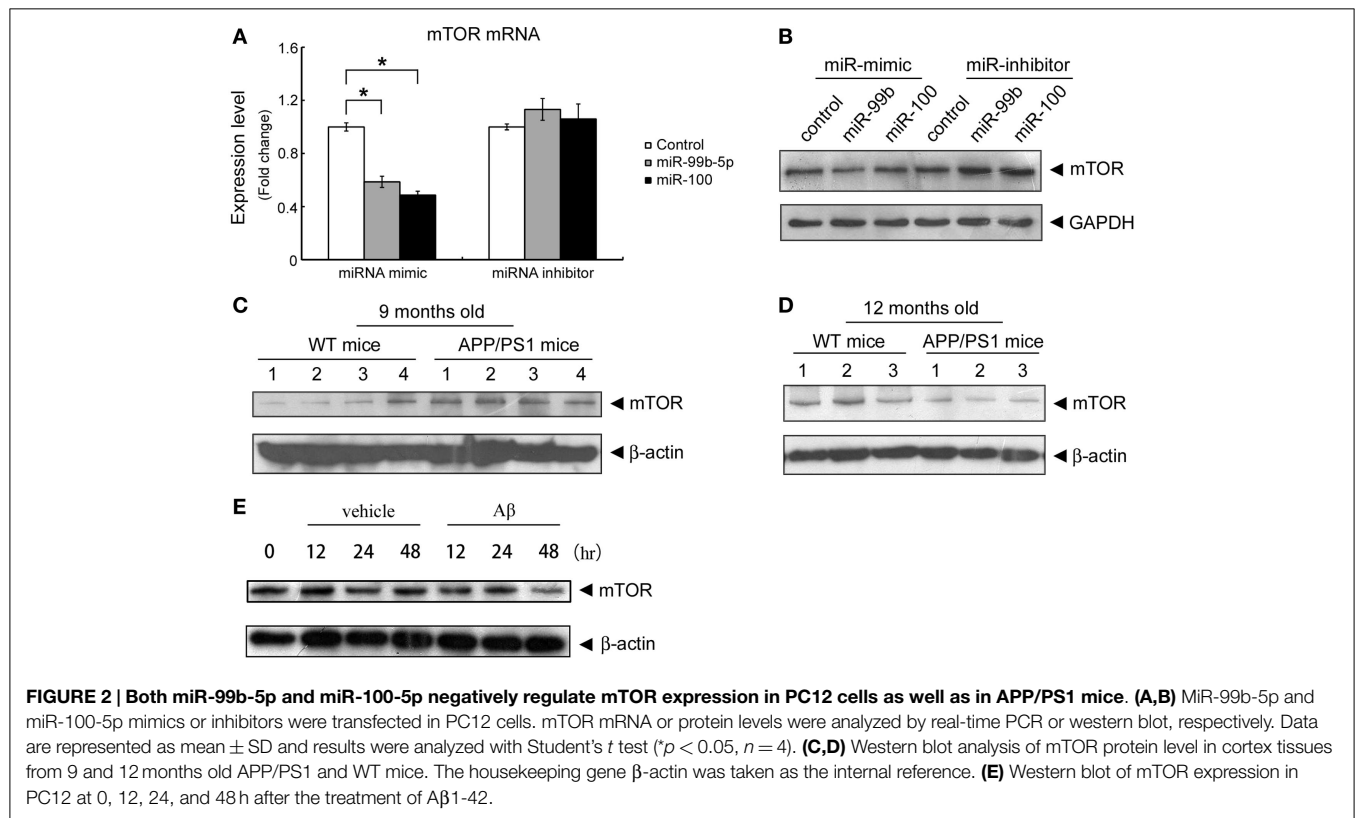 A
mTOR mRNA
Expression level
(Fold change)
1.6
1.2
0.8
0.4
0
* *
miRNA mimic miRNA inhibitor
Control
miR-99b-5p
miR-100
B
miR-mimic miR-inhibitor
control miR-99b miR-100 control miR-99b miR-100
mTOR
GAPDH
C
9 months old
WT mice APP/PS1 mice
1 2 3 4 1 2 3 4
mTOR
β-actin
D
12 months old
WT mice APP/PS1 mice
1 2 3 1 2 3
mTOR
β-actin
E
vehicle Aβ
0 12 24 48 12 24 48 (hr)
mTOR
β-actin
FIGURE 2 | Both miR-99b-5p and miR-100-5p negatively regulate mTOR expression in PC12 cells as well as in APP/PS1 mice. (A,B) MiR-99b-5p and
miR-100-5p mimics or inhibitors were transfected in PC12 cells. mTOR mRNA or protein levels were analyzed by real-time PCR or western blot, respectively. Data
are represented as mean ± SD and results were analyzed with Student's t test (*p < 0.05, n = 4). (C,D) Western blot analysis of mTOR protein level in cortex tissues
from 9 and 12 months old APP/PS1 and WT mice. The housekeeping gene β-actin was taken as the internal reference. (E) Western blot of mTOR expression in
PC12 at 0, 12, 24, and 48 h after the treatment of Aβ1-42.